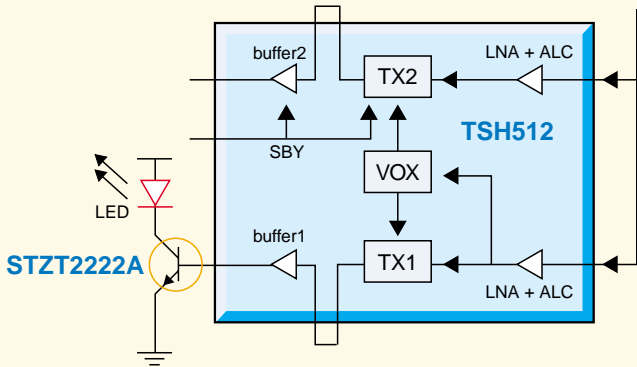 buffer2
LNA + ALC
TX2
TSH512
SBY
VOX
LED
buffer1
STZT2222A
TX1
LNA + ALC